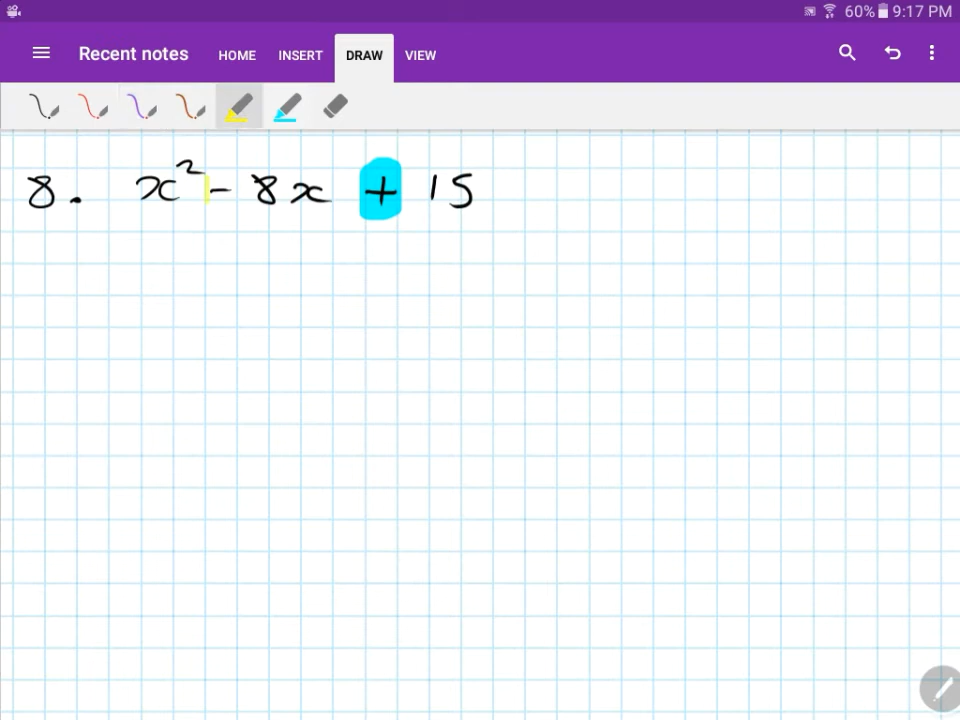 60% 9:17 PM
Recent notes HOME INSERT DRAW VIEW
8. x² - 8x + 15